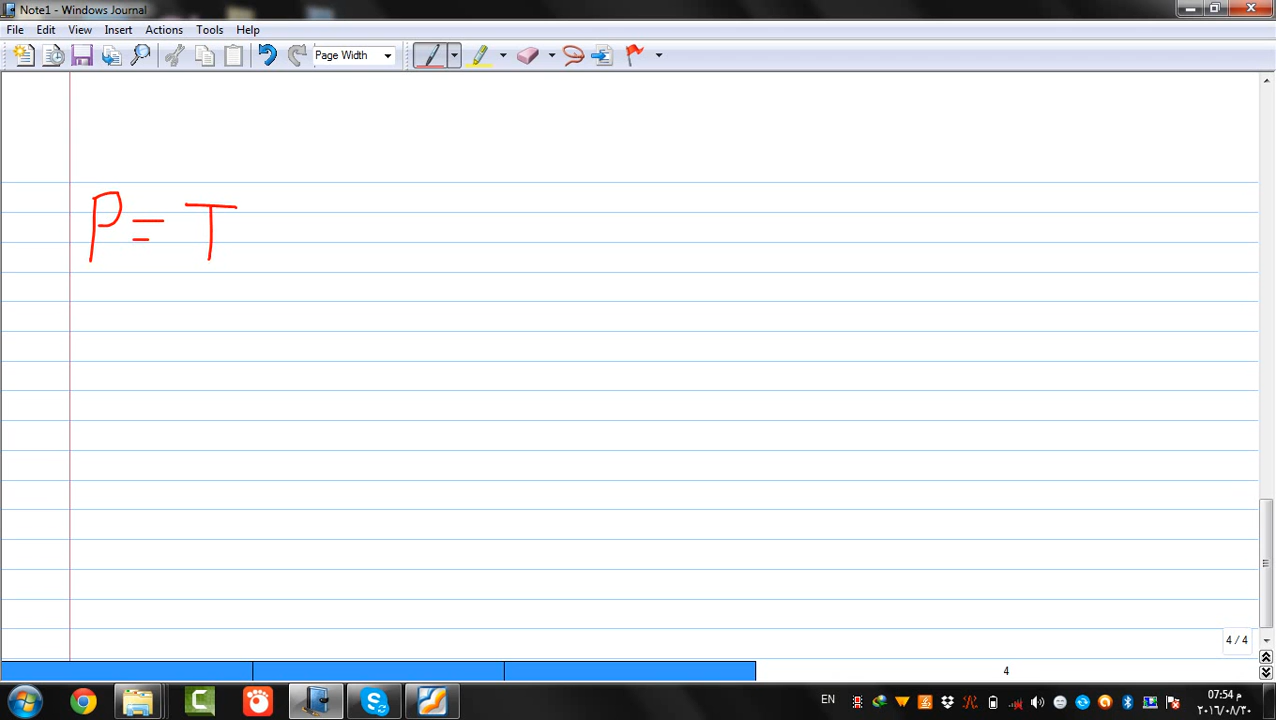 Note1 - Windows Journal
File Edit View Insert Actions Tools Help
Page Width
P = T
4 / 4
4
EN
07:54 م
٢٠١٦/٠٨/٣٠